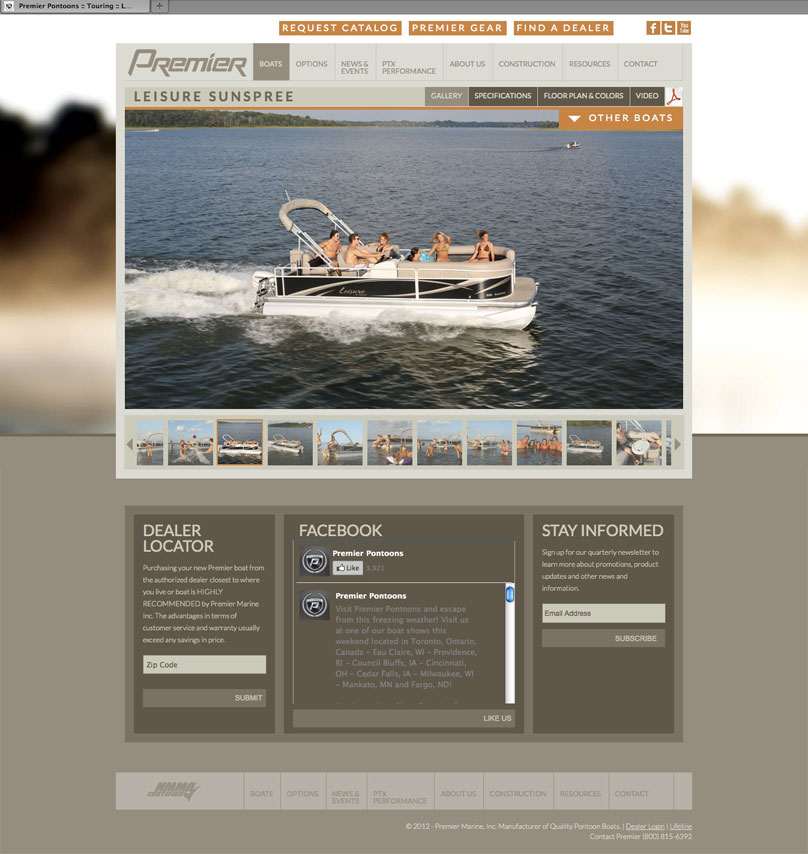 Premier Pontoons :: Touring :: L...
REQUEST CATALOG
PREMIER GEAR
FIND A DEALER
You Tube
PREMIER
BOATS
OPTIONS
NEWS &
EVENTS
PTX
PERFORMANCE
ABOUT US
CONSTRUCTION
RESOURCES
CONTACT
LEISURE SUNSPREE
GALLERY
SPECIFICATIONS
FLOOR PLAN & COLORS
VIDEO
OTHER BOATS
Leisure
DEALER
LOCATOR
Purchasing your new Premier boat from
the authorized dealer closest to where
you live or boat is HIGHLY
RECOMMENDED by Premier Marine
Inc. The advantages in terms of
customer service and warranty usually
exceed any savings in price.
Zip Code
SUBMIT
FACEBOOK
Premier Pontoons
Like 3,921
Premier Pontoons
Visit Premier Pontoons and escape
from this freezing weather! Visit us
at one of our boat shows this
weekend located in Toronto, Ontario,
Canada – Eau Claire, WI – Providence,
RI – Council Bluffs, IA – Cincinnati,
OH – Cedar Falls, IA – Milwaukee, WI
– Mankato, MN and Fargo, ND!
LIKE US
STAY INFORMED
Sign up for our quarterly newsletter to
learn more about promotions, product
updates and other news and
information.
Email Address
SUBSCRIBE
NMMA
CERTIFIED
BOATS
OPTIONS
NEWS &
EVENTS
PTX
PERFORMANCE
ABOUT US
CONSTRUCTION
RESOURCES
CONTACT
© 2012 - Premier Marine, Inc. Manufacturer of Quality Pontoon Boats. | Dealer Login | Lifeline
Contact Premier (800) 815-6392